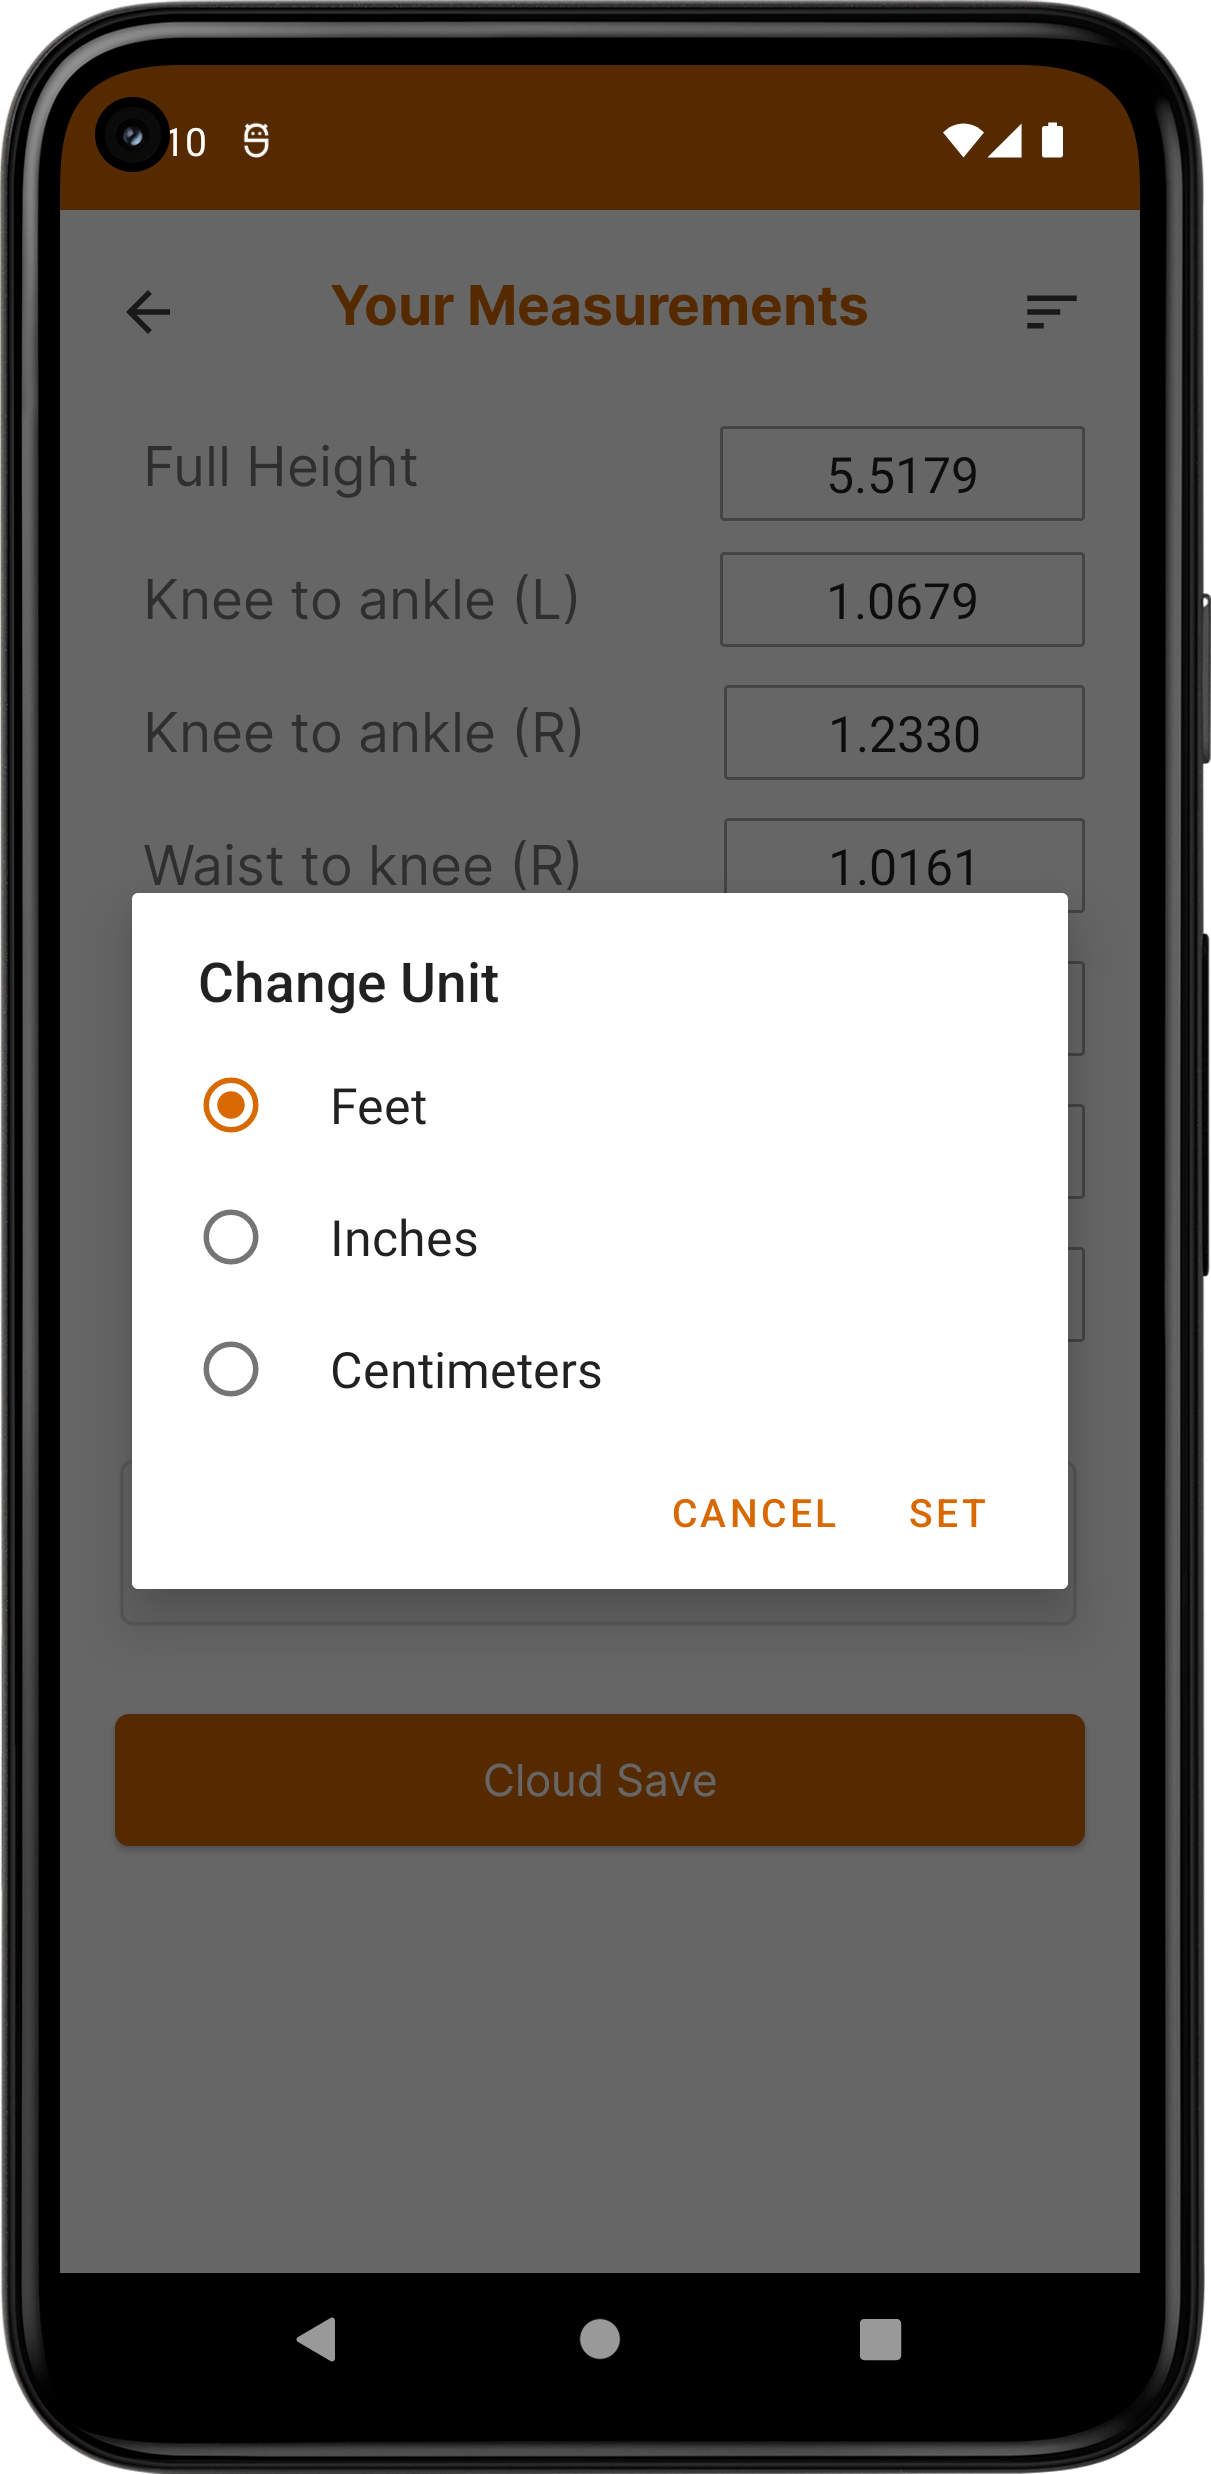 10
Your Measurements
Full Height 5.5179
Knee to ankle (L) 1.0679
Knee to ankle (R) 1.2330
Waist to knee (R) 1.0161
Change Unit
Feet
Inches
Centimeters
CANCEL SET
Cloud Save